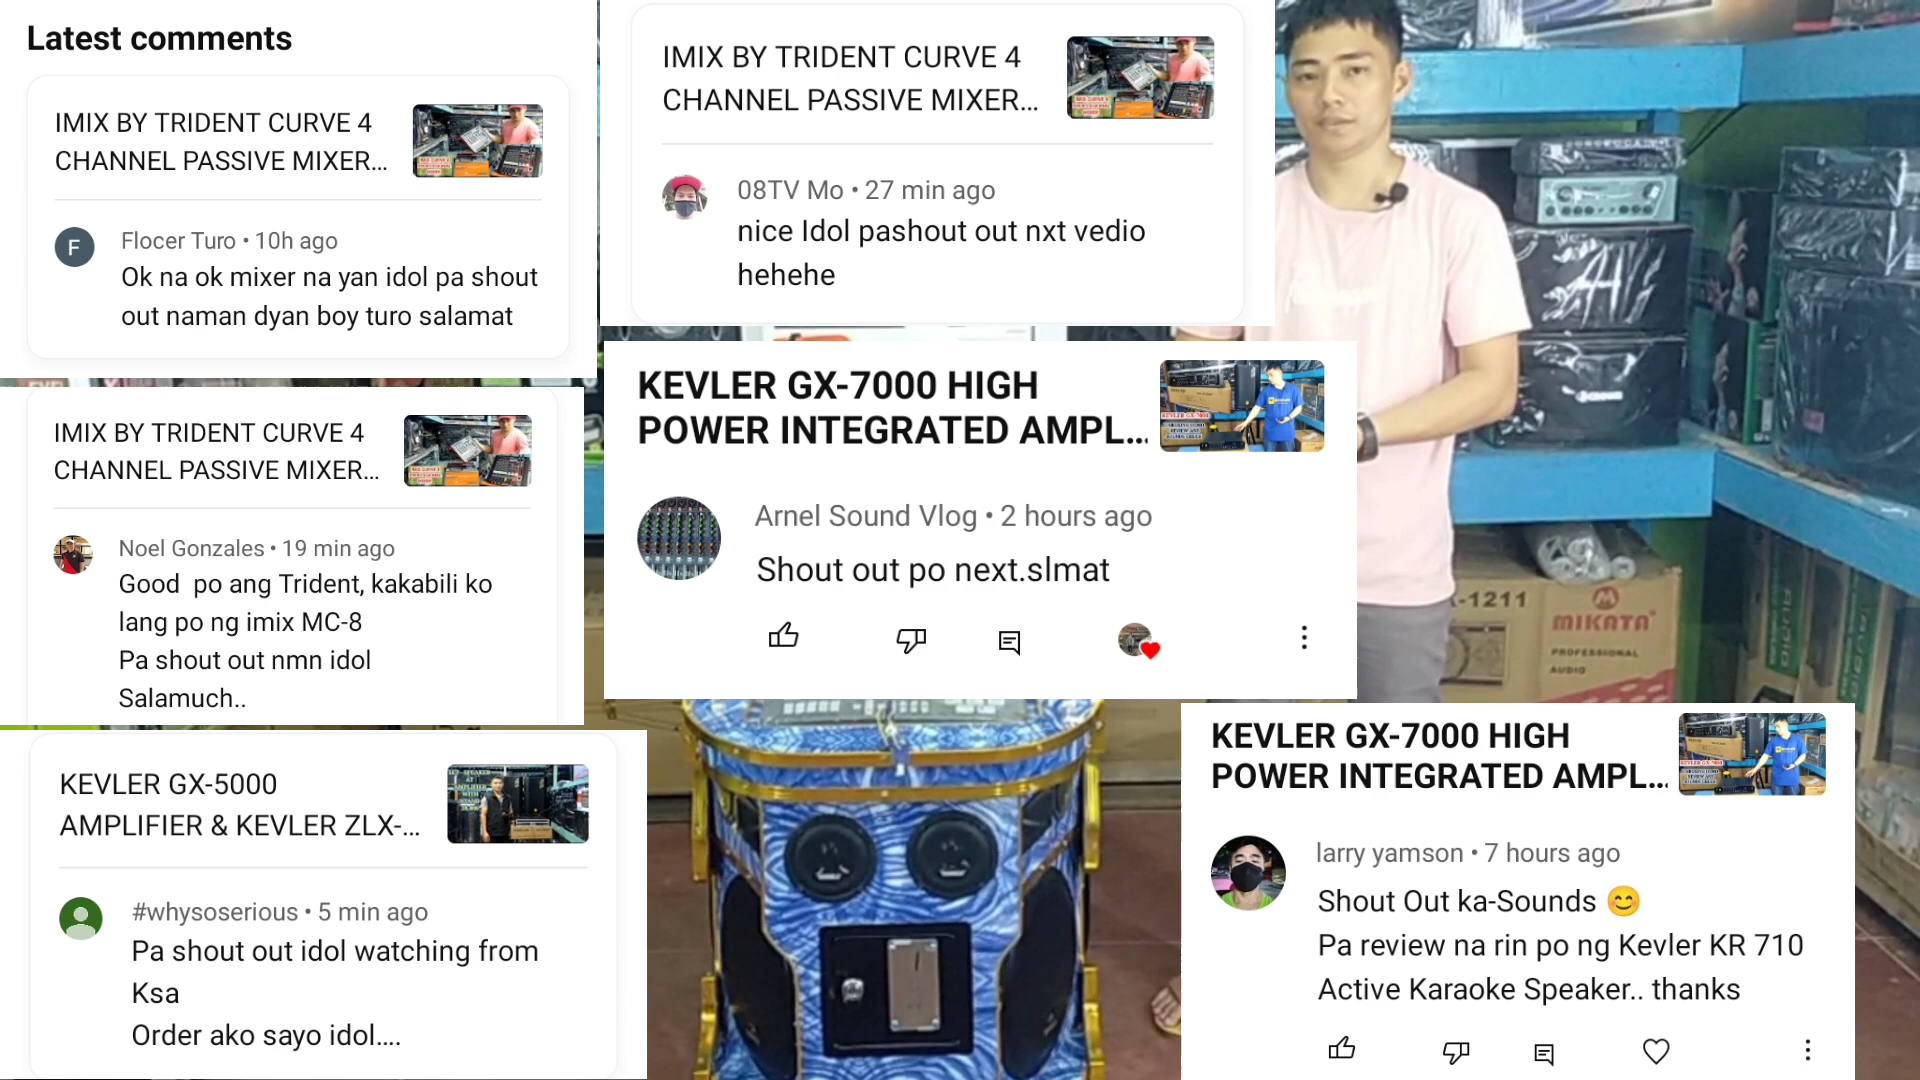 Latest comments
IMIX BY TRIDENT CURVE 4
CHANNEL PASSIVE MIXER...
Flocer Turo • 10h ago
Ok na ok mixer na yan idol pa shout
out naman dyan boy turo salamat
IMIX BY TRIDENT CURVE 4
CHANNEL PASSIVE MIXER...
08TV Mo • 27 min ago
nice Idol pashout out nxt vedio
hehehe
IMIX BY TRIDENT CURVE 4
CHANNEL PASSIVE MIXER...
Noel Gonzales • 19 min ago
Good  po ang Trident, kakabili ko
lang po ng imix MC-8
Pa shout out nmn idol
Salamuch..
KEVLER GX-7000 HIGH
POWER INTEGRATED AMPL...
Arnel Sound Vlog • 2 hours ago
Shout out po next.slmat
KEVLER GX-5000
AMPLIFIER & KEVLER ZLX-...
#whysoserious • 5 min ago
Pa shout out idol watching from
Ksa
Order ako sayo idol....
KEVLER GX-7000 HIGH
POWER INTEGRATED AMPL...
larry yamson • 7 hours ago
Shout Out ka-Sounds 😊
Pa review na rin po ng Kevler KR 710
Active Karaoke Speaker.. thanks
-1211
MIKATA
PROFESSIONAL
AUDIO
CROWN